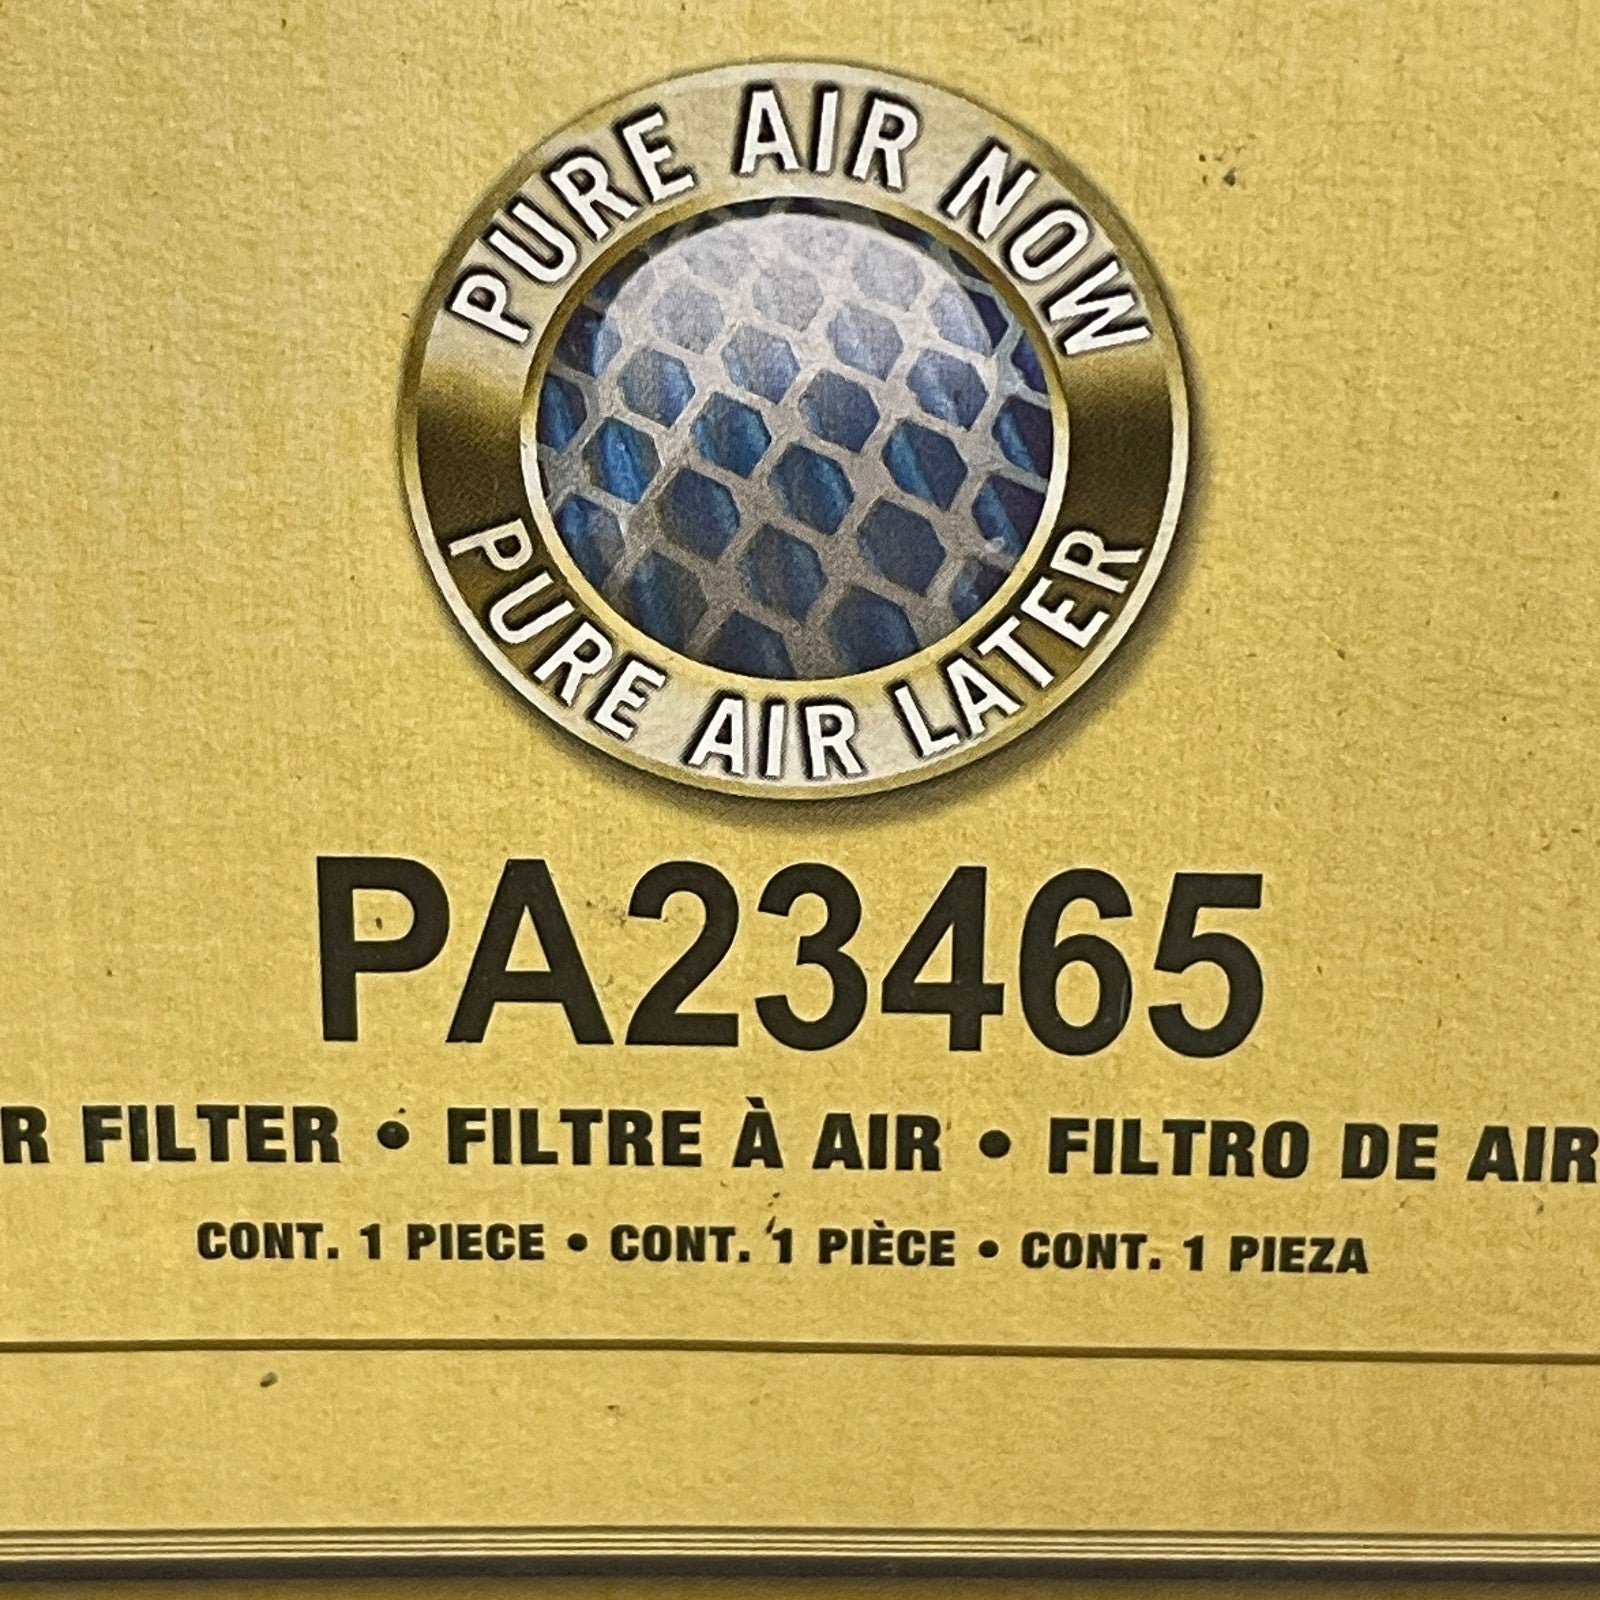 PURE AIR NOW
PURE AIR LATER
PA23465
R FILTER • FILTRE À AIR • FILTRO DE AIR
CONT. 1 PIECE • CONT. 1 PIÈCE • CONT. 1 PIEZA